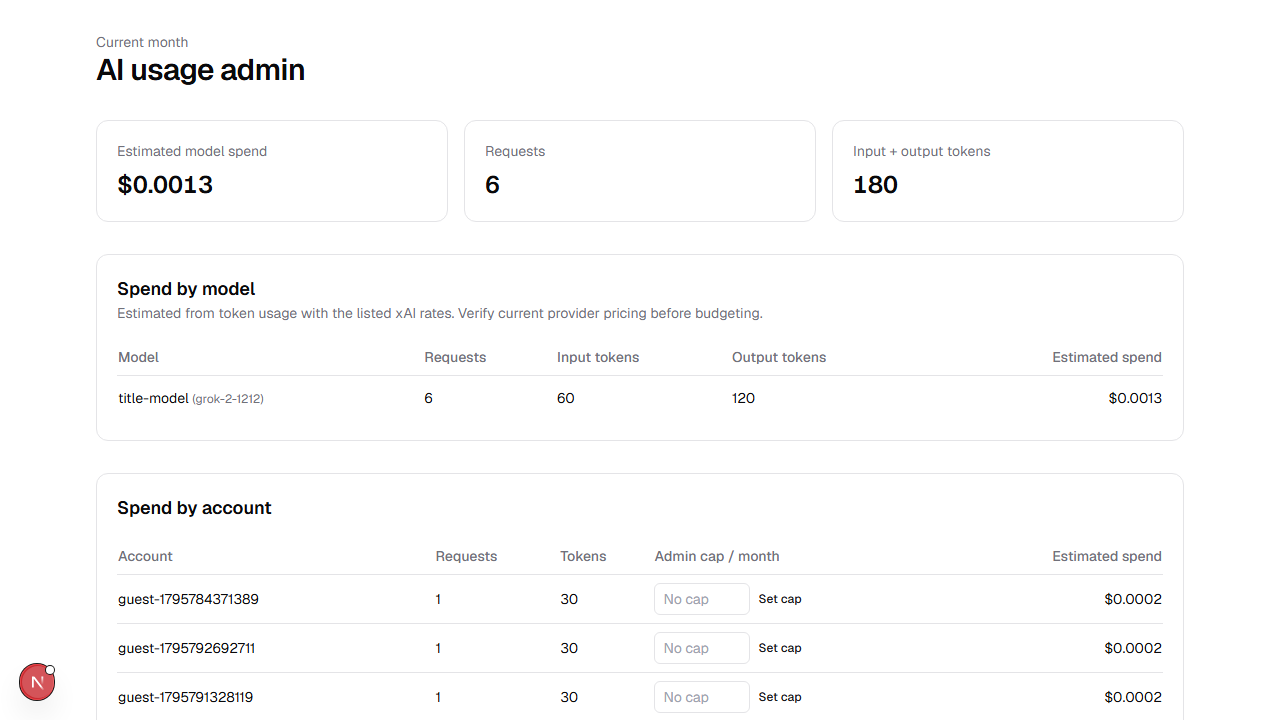 Current month
AI usage admin
Estimated model spend
$0.0013
Requests
6
Input + output tokens
180
Spend by model
Estimated from token usage with the listed xAI rates. Verify current provider pricing before budgeting.
Model Requests Input tokens Output tokens Estimated spend
title-model (grok-2-1212) 6 60 120 $0.0013
Spend by account
Account Requests Tokens Admin cap / month Estimated spend
guest-1795784371389 1 30 No cap Set cap $0.0002
guest-1795792692711 1 30 No cap Set cap $0.0002
guest-1795791328119 1 30 No cap Set cap $0.0002
N